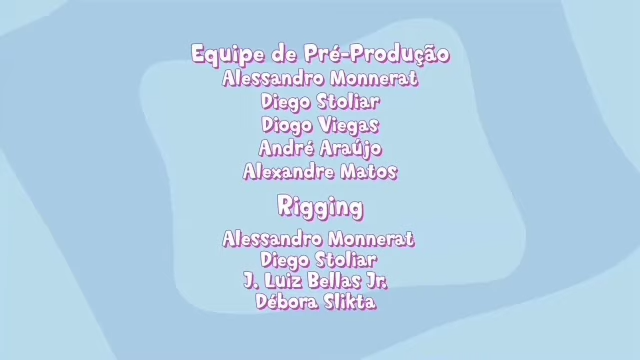 Equipe de Pré-Produção
Alessandro Monnerat
Diego Stoliar
Diogo Viegas
André Araújo
Alexandre Matos
Rigging
Alessandro Monnerat
Diego Stoliar
J. Luiz Bellas Jr.
Débora Slikta